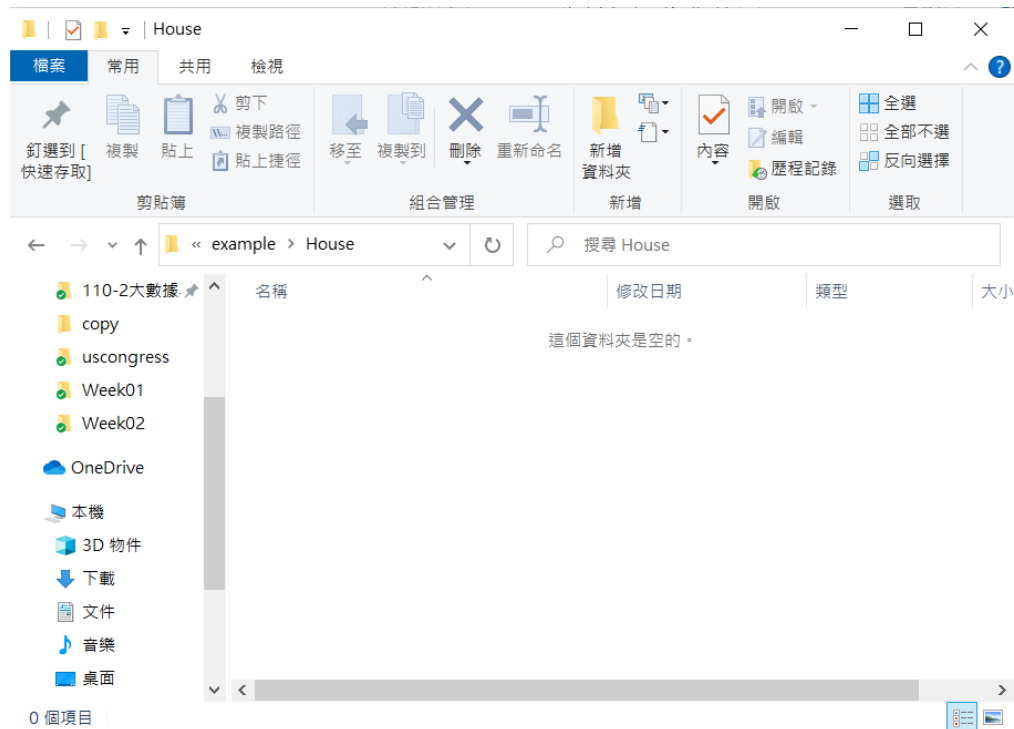 House
檔案 常用 共用 檢視
釘選到 [
快速存取]
複製
貼上
剪下
複製路徑
貼上捷徑
剪貼簿
移至
複製到
刪除
重新命名
組合管理
新增
資料夾
新增
內容
開啟
編輯
歷程記錄
開啟
全選
全部不選
反向選擇
選取
« example > House
搜尋 House
110-2大數據
copy
uscongress
Week01
Week02
OneDrive
本機
3D 物件
下載
文件
音樂
桌面
名稱 修改日期 類型 大小
這個資料夾是空的。
0 個項目